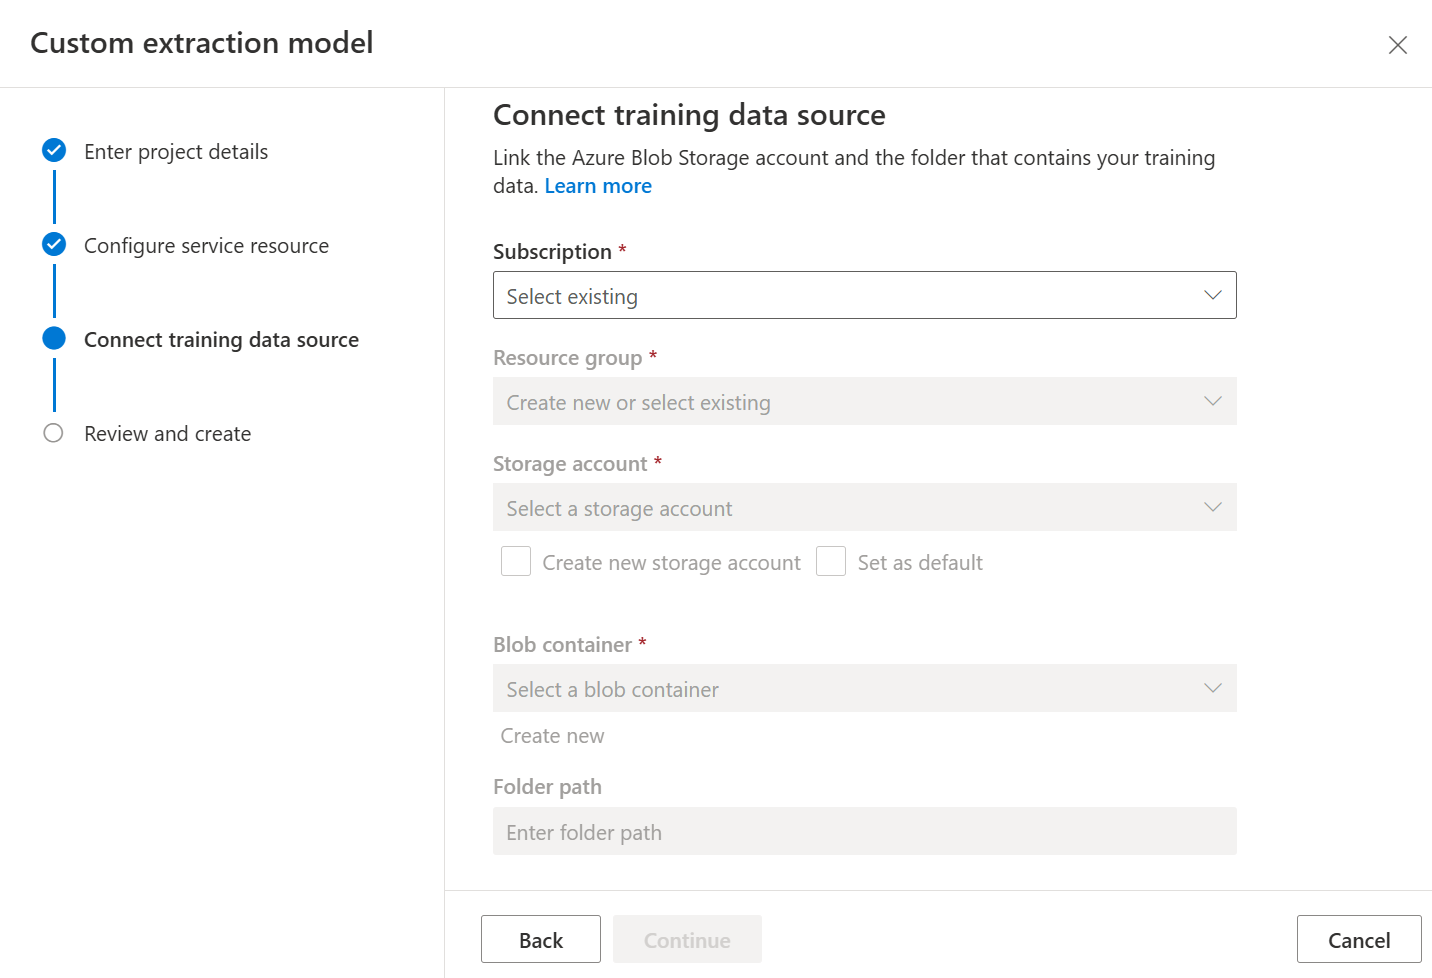 Custom extraction model
Enter project details
Configure service resource
Connect training data source
Review and create
Connect training data source
Link the Azure Blob Storage account and the folder that contains your training
data. Learn more
Subscription *
Select existing
Resource group *
Create new or select existing
Storage account *
Select a storage account
Create new storage account
Set as default
Blob container *
Select a blob container
Create new
Folder path
Enter folder path
Back
Continue
Cancel